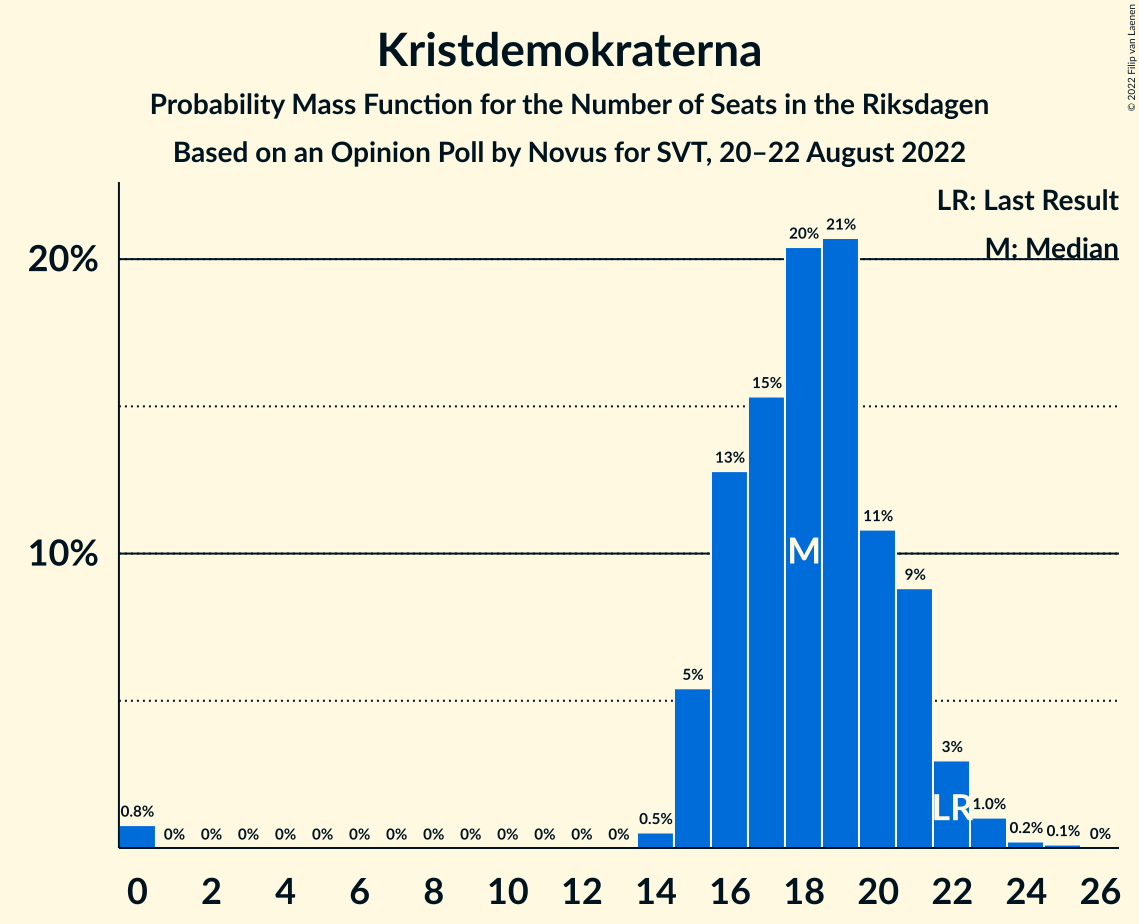 Kristdemokraterna
Probability Mass Function for the Number of Seats in the Riksdagen
Based on an Opinion Poll by Novus for SVT, 20–22 August 2022
© 2022 Filip van Laenen
LR: Last Result
M: Median
20%
10%
0.8% 0% 0% 0% 0% 0% 0% 0% 0% 0% 0% 0% 0% 0% 0.5% 5% 13% 15% 20% 21% 11% 9% 3% 1.0% 0.2% 0.1% 0%
M
LR
0 2 4 6 8 10 12 14 16 18 20 22 24 26